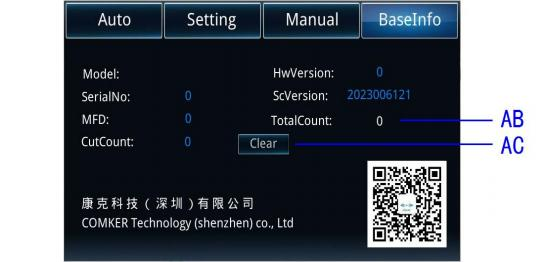 Auto Setting Manual BaseInfo
Model: HwVersion: 0
SerialNo: 0 ScVersion: 2023006121
MFD: 0 TotalCount: 0 AB
CutCount: 0 Clear AC
康克科技（深圳）有限公司
COMKER Technology (shenzhen) co., Ltd